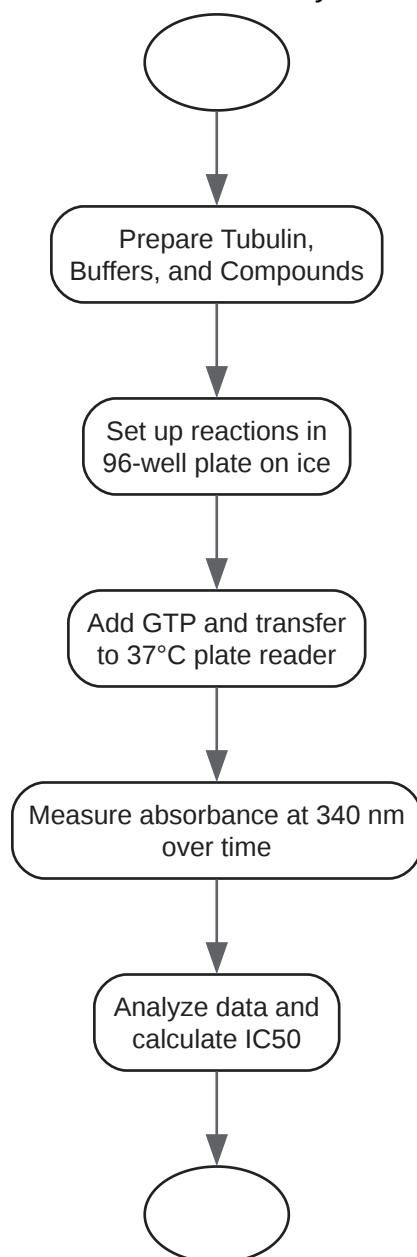 Prepare Tubulin,
Buffers, and Compounds
Set up reactions in
96-well plate on ice
Add GTP and transfer
to 37°C plate reader
Measure absorbance at 340 nm
over time
Analyze data and
calculate IC50